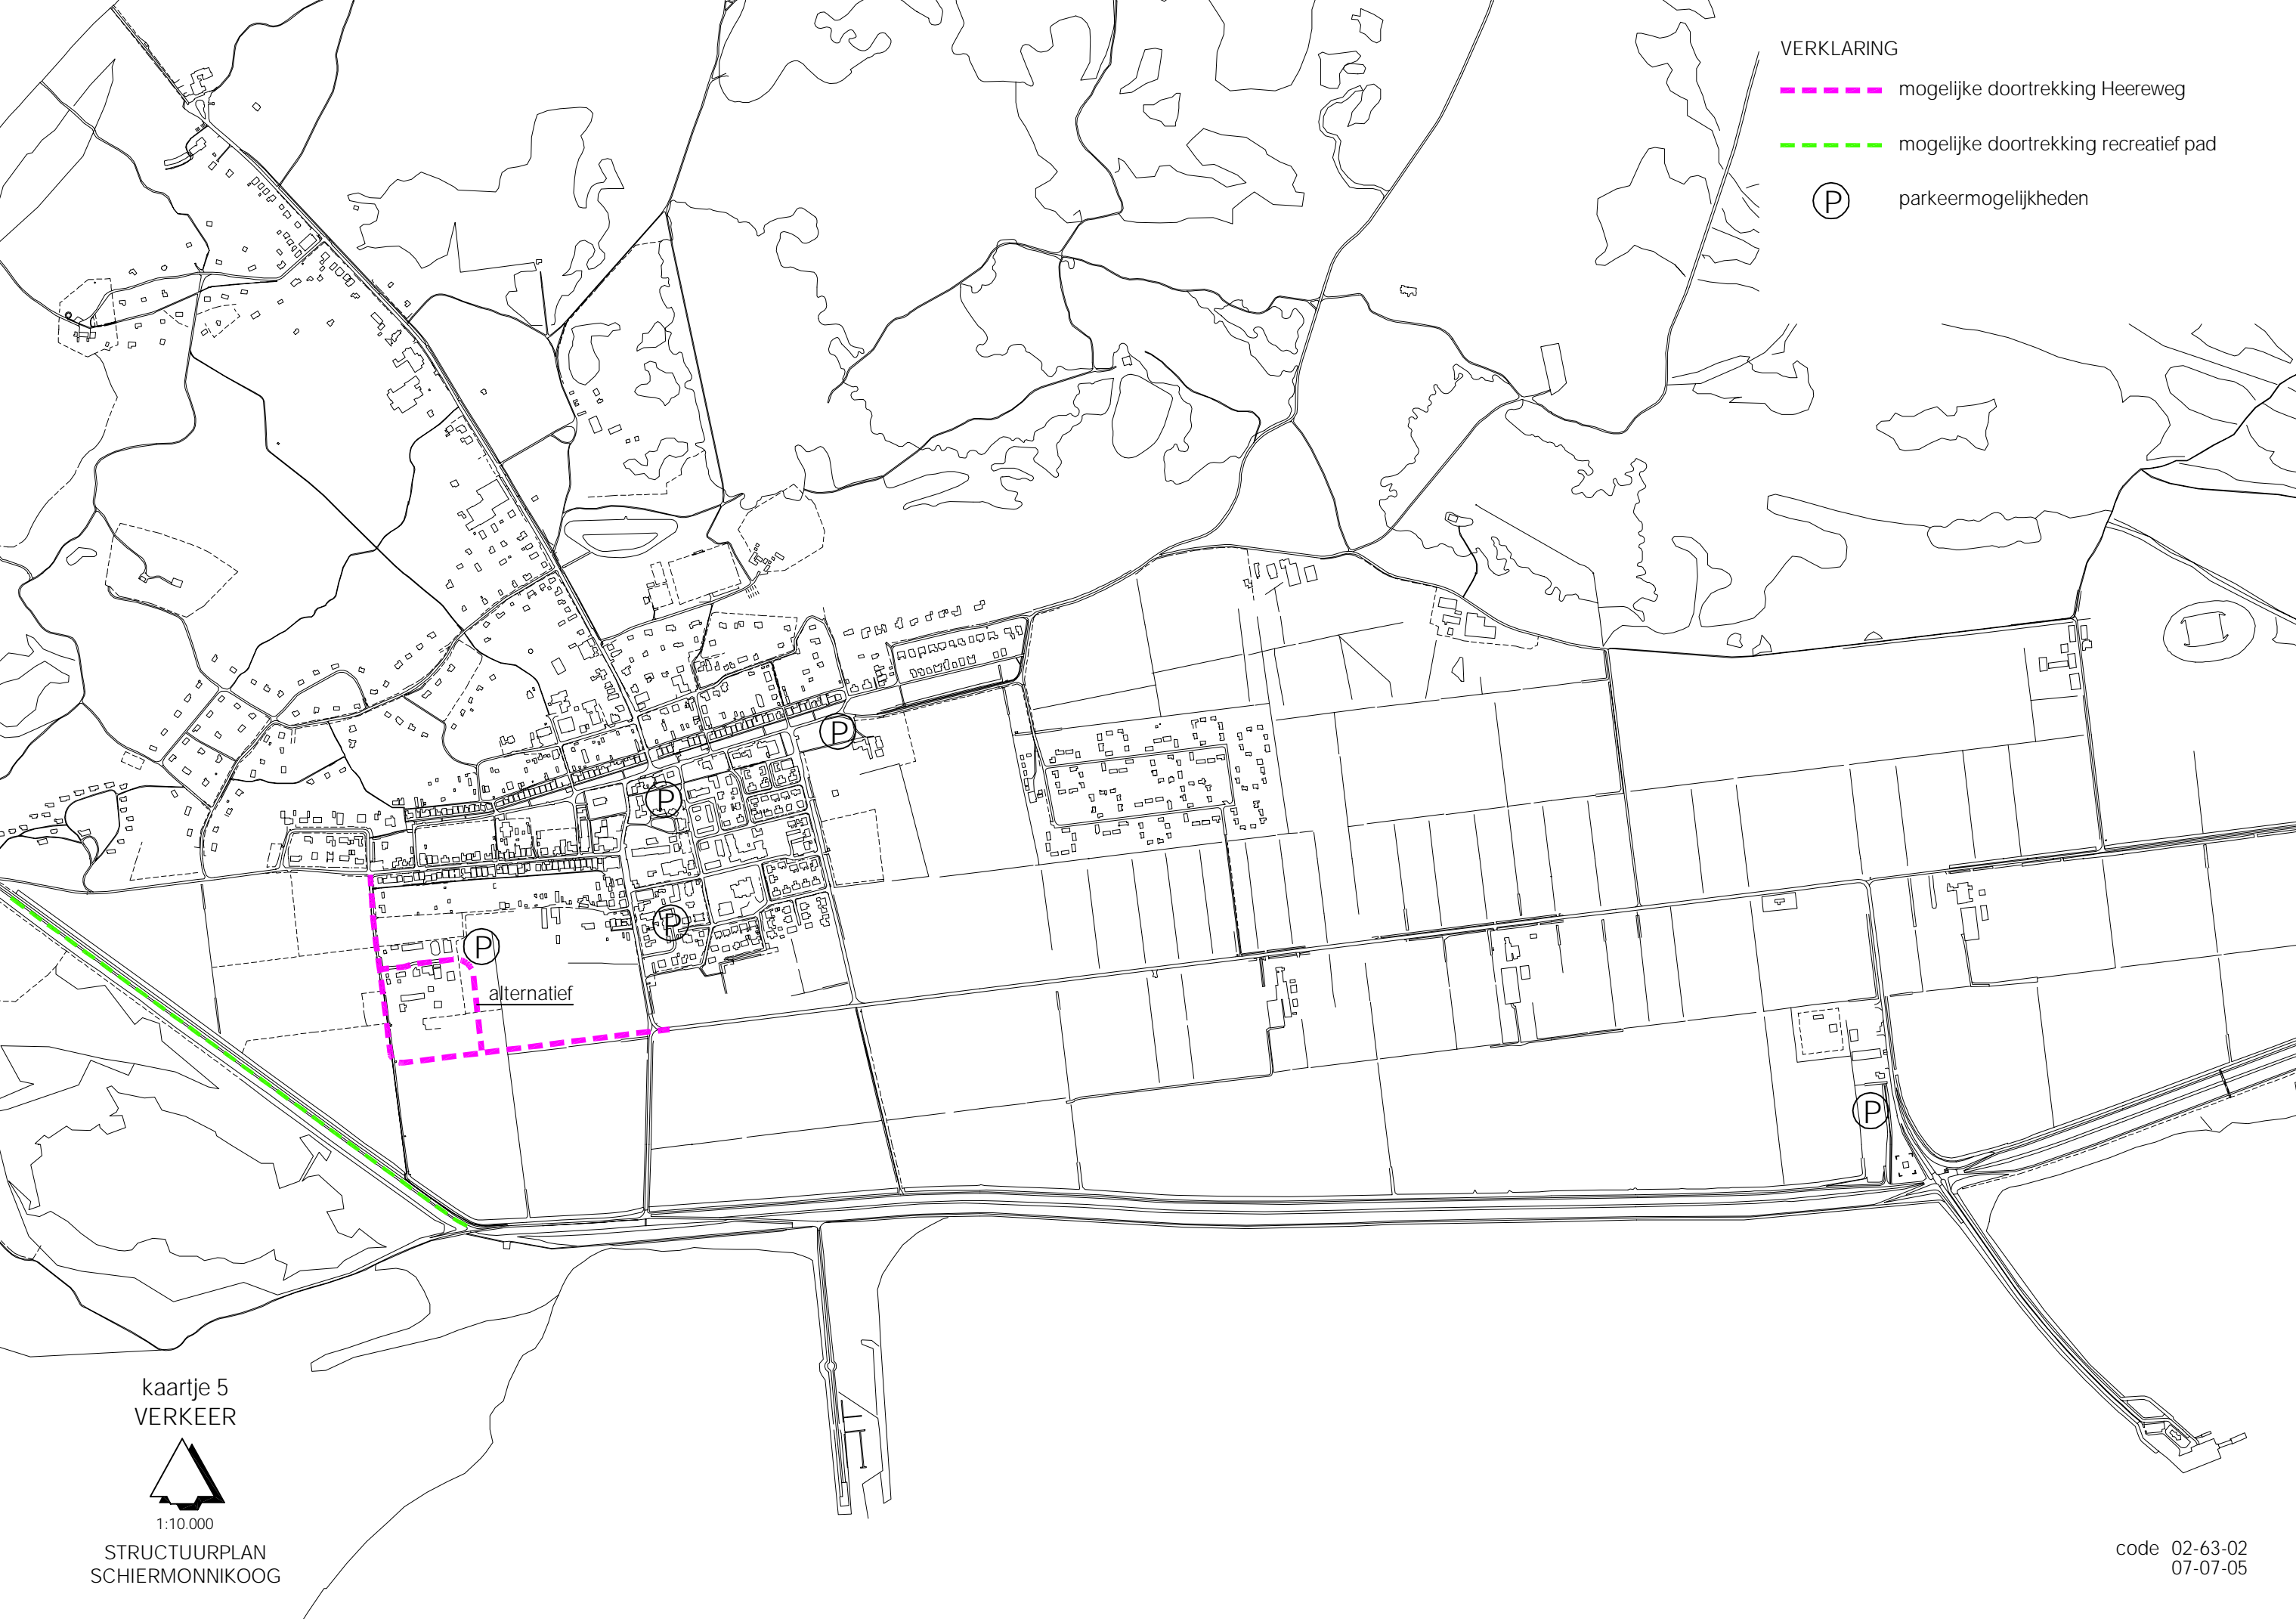 VERKLARING
mogelijke doortrekking Heereweg
mogelijke doortrekking recreatief pad
P parkeermogelijkheden
P
P
P
P
alternatief
P
kaartje 5
VERKEER
1:10.000
STRUCTUURPLAN
SCHIERMONNIKOOG
code 02-63-02
07-07-05